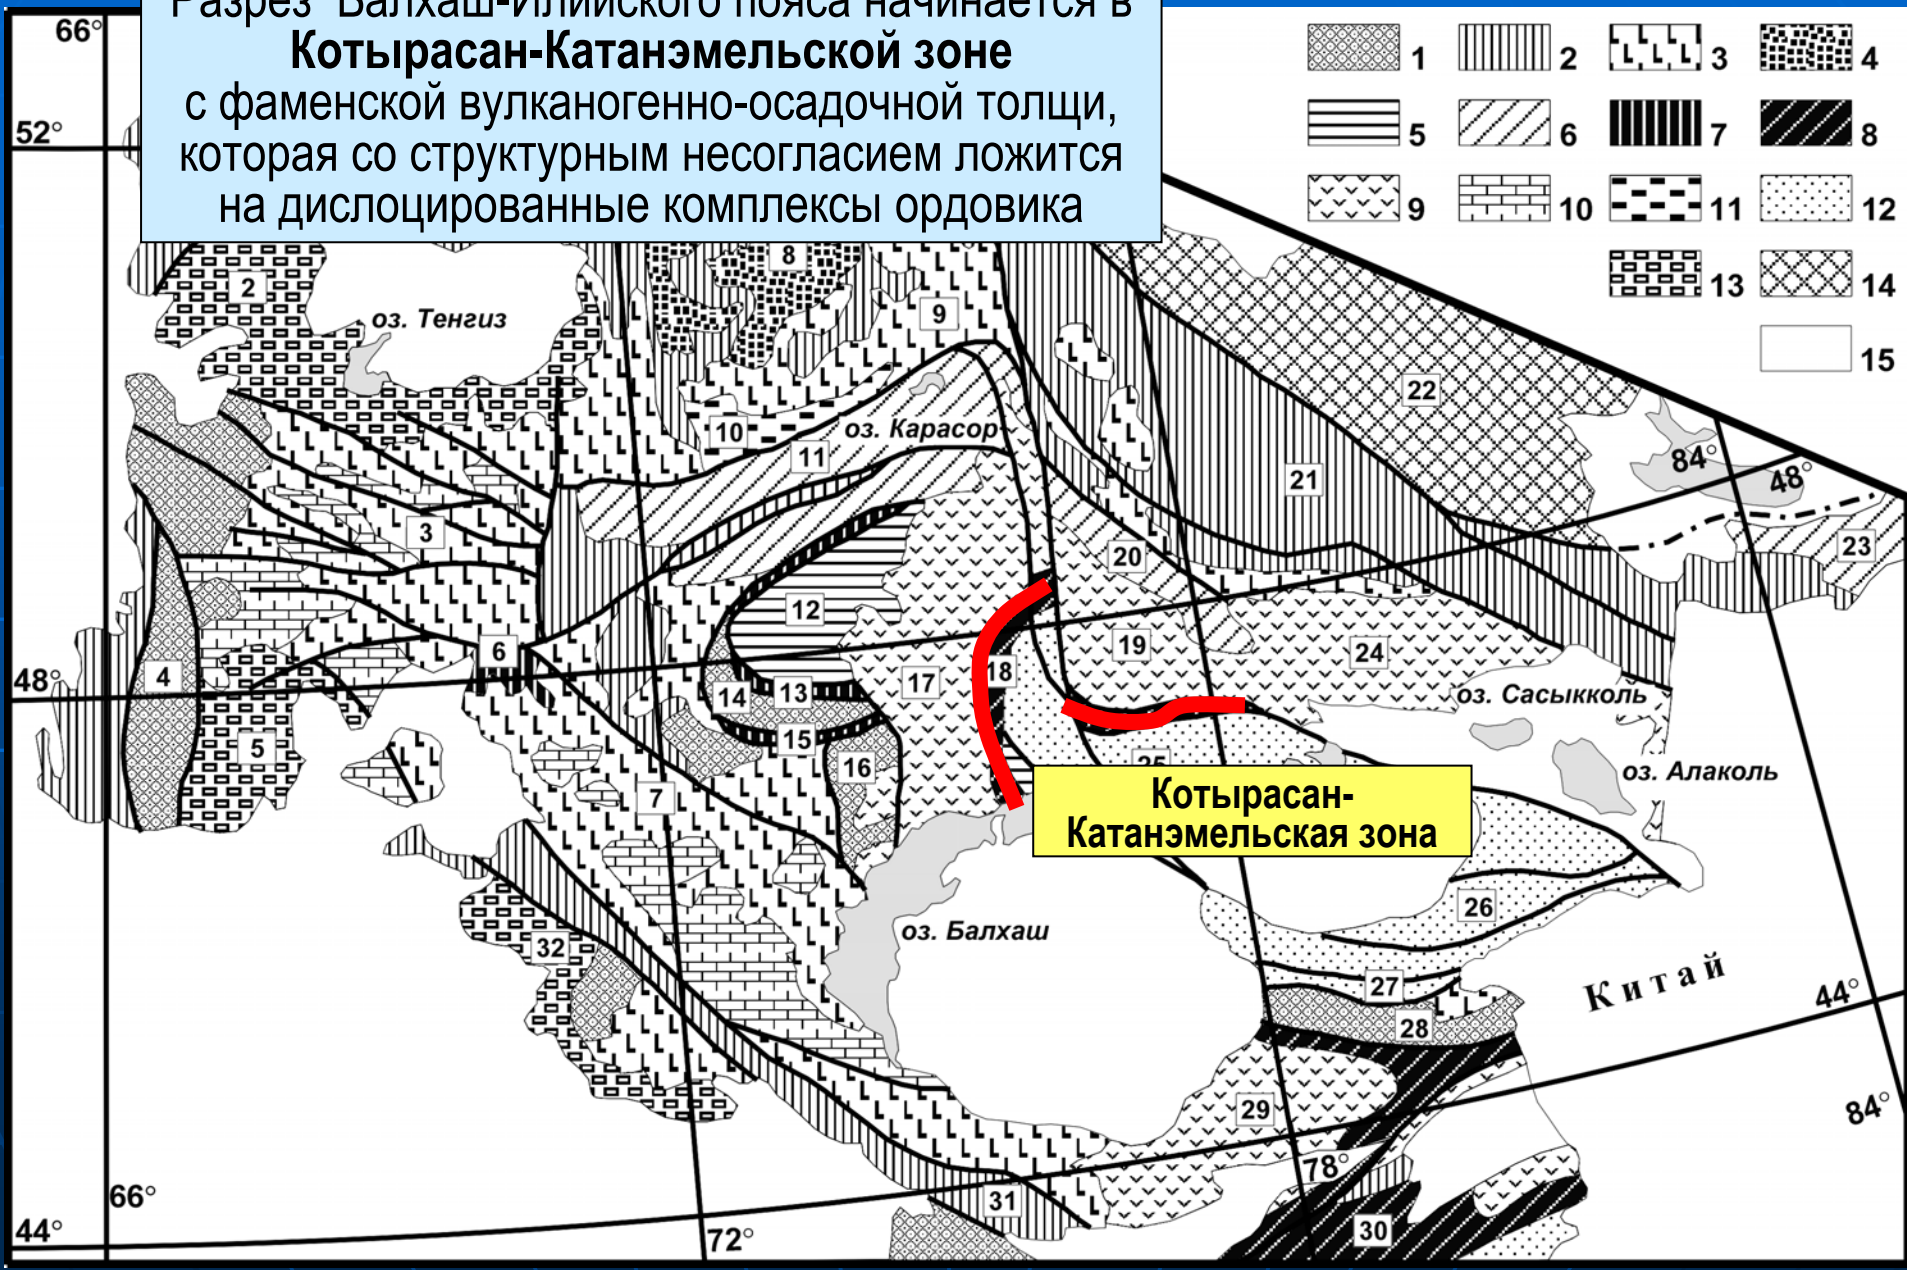 Разрез Балхаш-Илийского пояса начинается в
Котырасан-Катанэмельской зоне
с фаменской вулканогенно-осадочной толщи,
которая со структурным несогласием ложится
на дислоцированные комплексы ордовика
66°
52°
1 2 3 4
5 6 7 8
9 10 11 12
13 14
15
2
8
оз. Тенгиз
9
22
10
оз. Карасор
11
21
84°
48°
3
20
23
12
19
24
6
48°
4
18
17
14
13
оз. Сасыкколь
5
15
16
25
оз. Алаколь
7
Котырасан-
Катанэмельская зона
26
32
оз. Балхаш
27
Китай
44°
28
29
84°
78°
66°
31
44°
72°
30